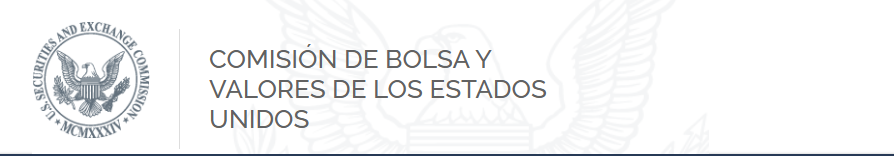 U.S. SECURITIES AND EXCHANGE COMMISSION
MCMXXXIV
COMISIÓN DE BOLSA Y
VALORES DE LOS ESTADOS
UNIDOS